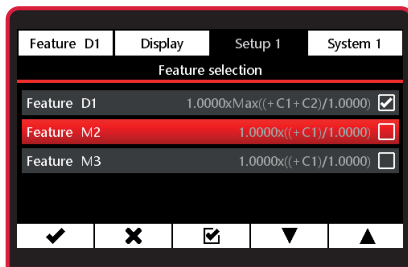 Feature D1 Display Setup 1 System 1
Feature selection
Feature D1 1.0000xMax((+C1+C2)/1.0000)
Feature M2 1.0000x((+C1)/1.0000)
Feature M3 1.0000x((+C1)/1.0000)